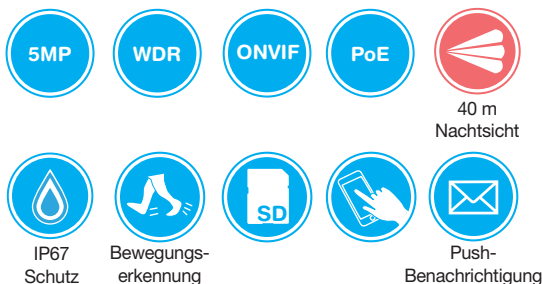 5MP
WDR
ONVIF
PoE
40 m
Nachtsicht
SD
IP67
Schutz
Bewegungs-
erkennung
Push-
Benachrichtigung